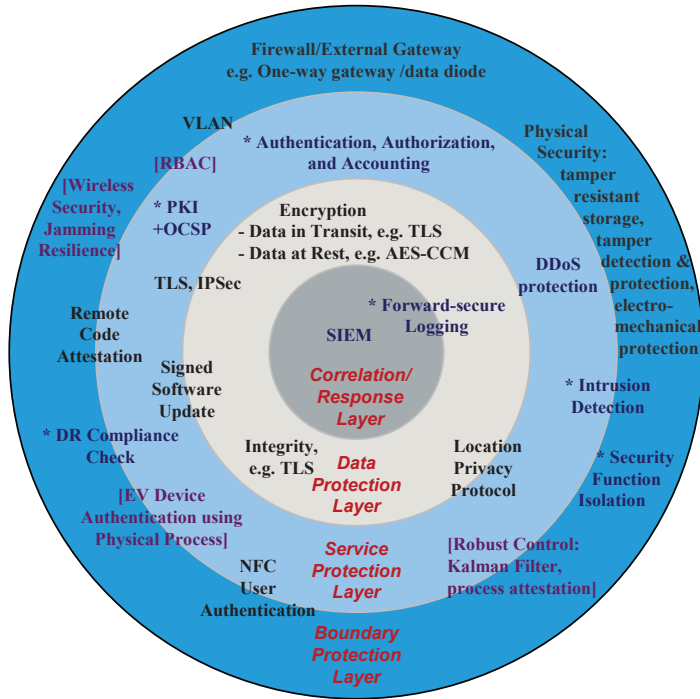 Firewall/External Gateway
e.g. One-way gateway /data diode
VLAN
* Authentication, Authorization,
and Accounting
Physical
Security:
tamper
resistant
storage,
tamper
detection &
protection,
electro-
mechanical
protection
[RBAC]
[Wireless
Security,
Jamming
Resilience]
* PKI
+OCSP
Encryption
- Data in Transit, e.g. TLS
- Data at Rest, e.g. AES-CCM
DDoS
protection
TLS, IPSec
* Forward-secure
Logging
SIEM
Remote
Code
Attestation
Signed
Software
Update
Correlation/
Response
Layer
* Intrusion
Detection
* DR Compliance
Check
Integrity,
e.g. TLS
Data
Protection
Layer
Location
Privacy
Protocol
* Security
Function
Isolation
[EV Device
Authentication using
Physical Process]
Service
Protection
Layer
[Robust Control:
Kalman Filter,
process attestation]
NFC
User
Authentication
Boundary
Protection
Layer